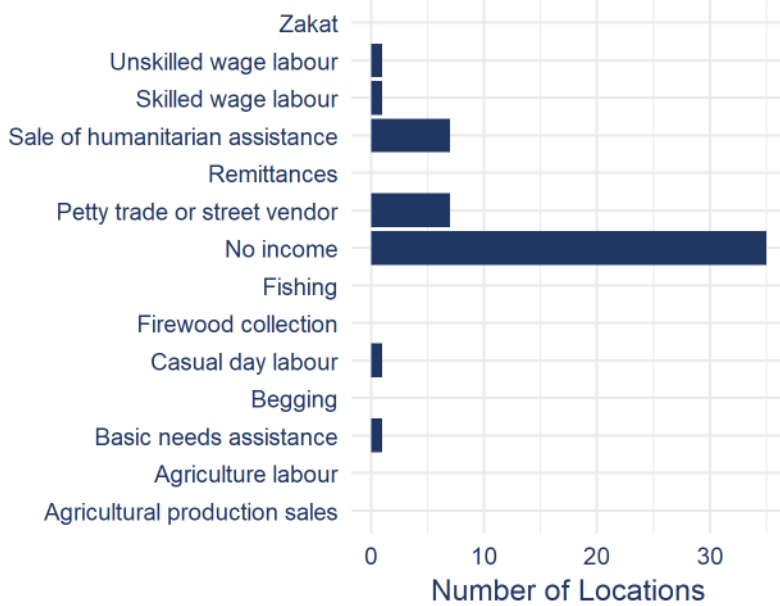 Zakat
Unskilled wage labour
Skilled wage labour
Sale of humanitarian assistance
Remittances
Petty trade or street vendor
No income
Fishing
Firewood collection
Casual day labour
Begging
Basic needs assistance
Agriculture labour
Agricultural production sales
0 10 20 30
Number of Locations